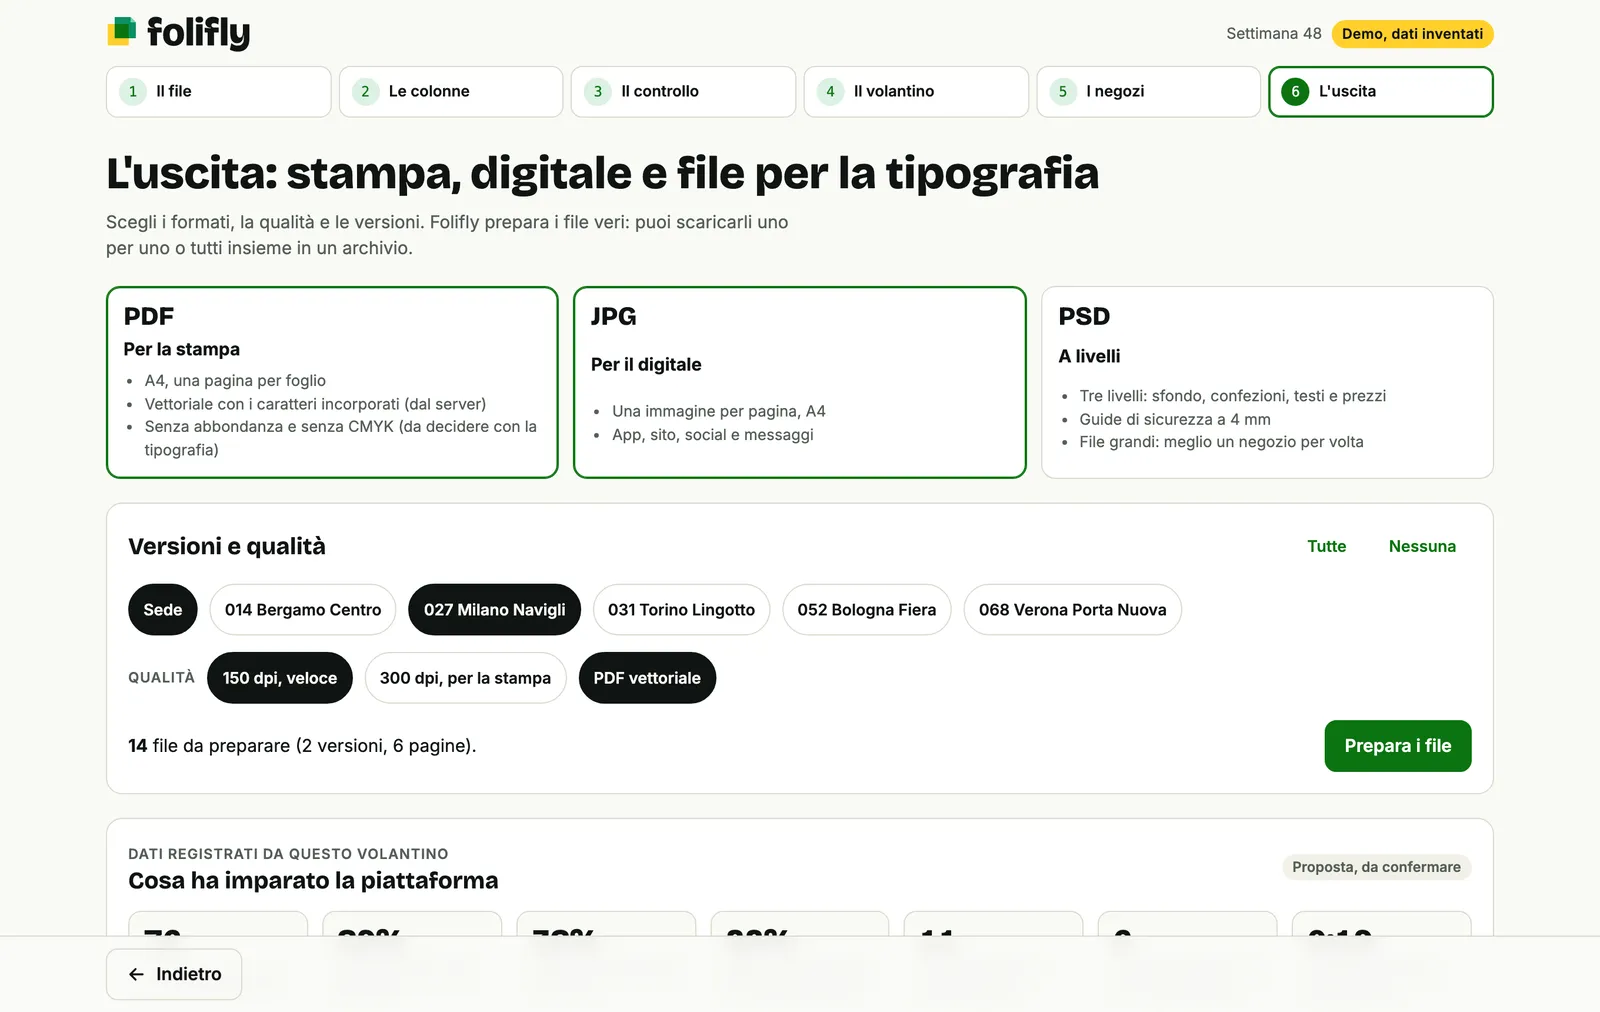 folifly
Settimana 48
Demo, dati inventati
1 Il file
2 Le colonne
3 Il controllo
4 Il volantino
5 I negozi
6 L'uscita
L'uscita: stampa, digitale e file per la tipografia
Scegli i formati, la qualità e le versioni. Folifly prepara i file veri: puoi scaricarli uno
per uno o tutti insieme in un archivio.
PDF
Per la stampa
• A4, una pagina per foglio
• Vettoriale con i caratteri incorporati (dal server)
• Senza abbondanza e senza CMYK (da decidere con la
tipografia)
JPG
Per il digitale
• Una immagine per pagina, A4
• App, sito, social e messaggi
PSD
A livelli
• Tre livelli: sfondo, confezioni, testi e prezzi
• Guide di sicurezza a 4 mm
• File grandi: meglio un negozio per volta
Versioni e qualità
Tutte
Nessuna
Sede
014 Bergamo Centro
027 Milano Navigli
031 Torino Lingotto
052 Bologna Fiera
068 Verona Porta Nuova
QUALITÀ
150 dpi, veloce
300 dpi, per la stampa
PDF vettoriale
14 file da preparare (2 versioni, 6 pagine).
Prepara i file
DATI REGISTRATI DA QUESTO VOLANTINO
Cosa ha imparato la piattaforma
Proposta, da confermare
← Indietro